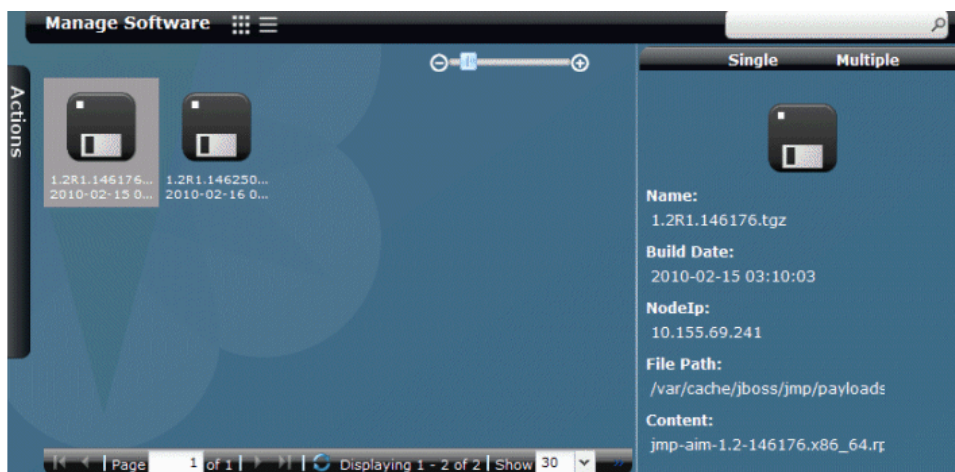 Manage Software
Actions
1.2R1.146176...
2010-02-15 0...
1.2R1.146250...
2010-02-16 0...
Single Multiple
Name:
1.2R1.146176.tgz
Build Date:
2010-02-15 03:10:03
NodeIp:
10.155.69.241
File Path:
/var/cache/jboss/jmp/payloads
Content:
jmp-aim-1.2-146176.x86_64.rp
Page 1 of 1 Displaying 1 - 2 of 2 Show 30